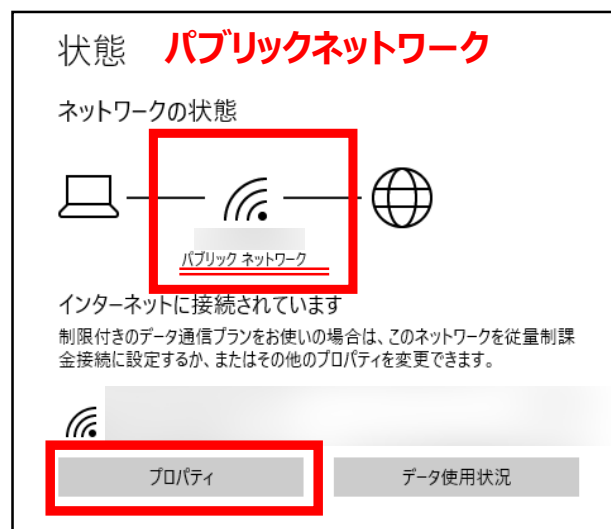 状態 パブリックネットワーク
ネットワークの状態
パブリック ネットワーク
インターネットに接続されています
制限付きのデータ通信プランをお使いの場合は、このネットワークを従量制課
金接続に設定するか、またはその他のプロパティを変更できます。
プロパティ データ使用状況